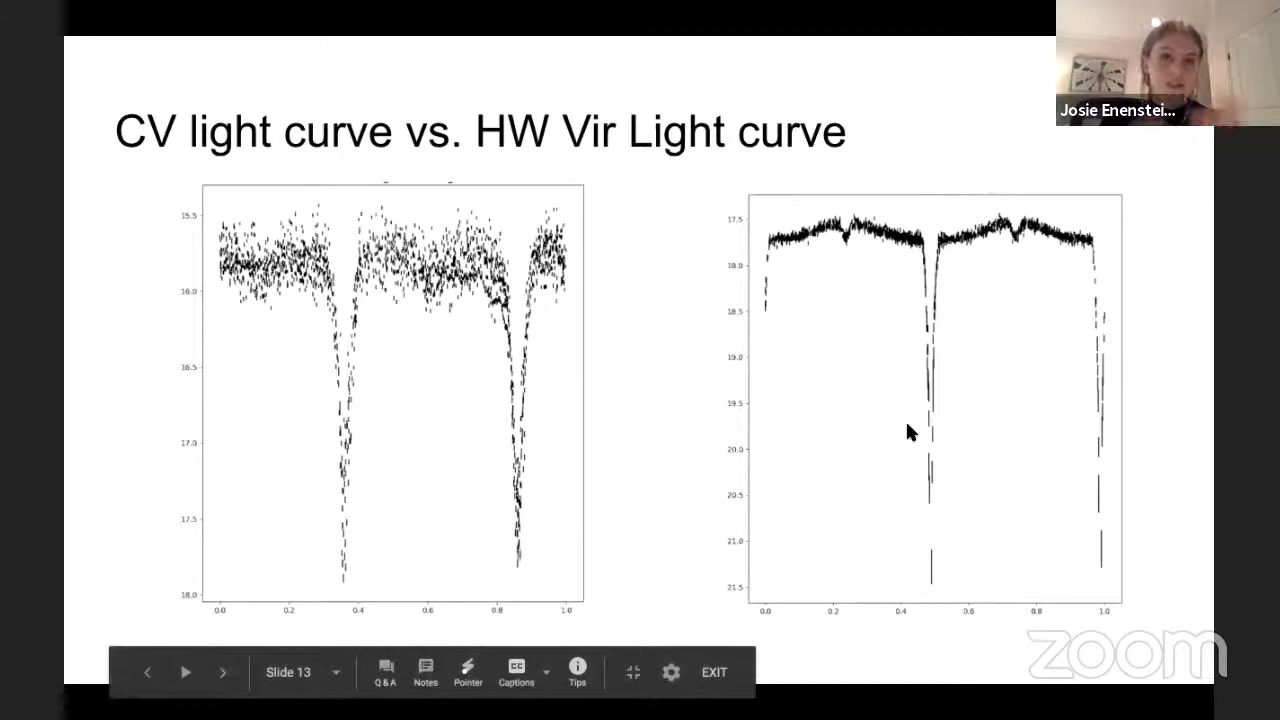 Josie Enenstei...
CV light curve vs. HW Vir Light curve
15.5
16.0
16.5
17.0
17.5
18.0
0.0 0.2 0.4 0.6 0.8 1.0
17.5
18.0
18.5
19.0
19.5
20.0
20.5
21.0
21.5
0.0 0.2 0.4 0.6 0.8 1.0
zoom
Slide 13
Q & A Notes Pointer Captions Tips
CC
EXIT